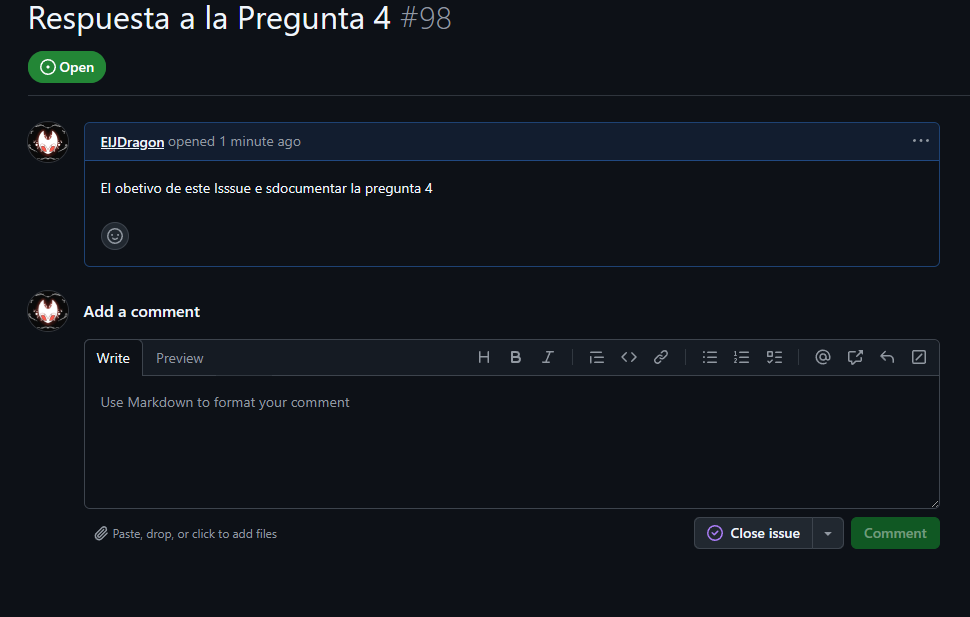 Respuesta a la Pregunta 4 #98
Open
ElJDragon opened 1 minute ago
El obetivo de este Isssue e sdocumentar la pregunta 4
Add a comment
Write Preview
Use Markdown to format your comment
Paste, drop, or click to add files
Close issue Comment